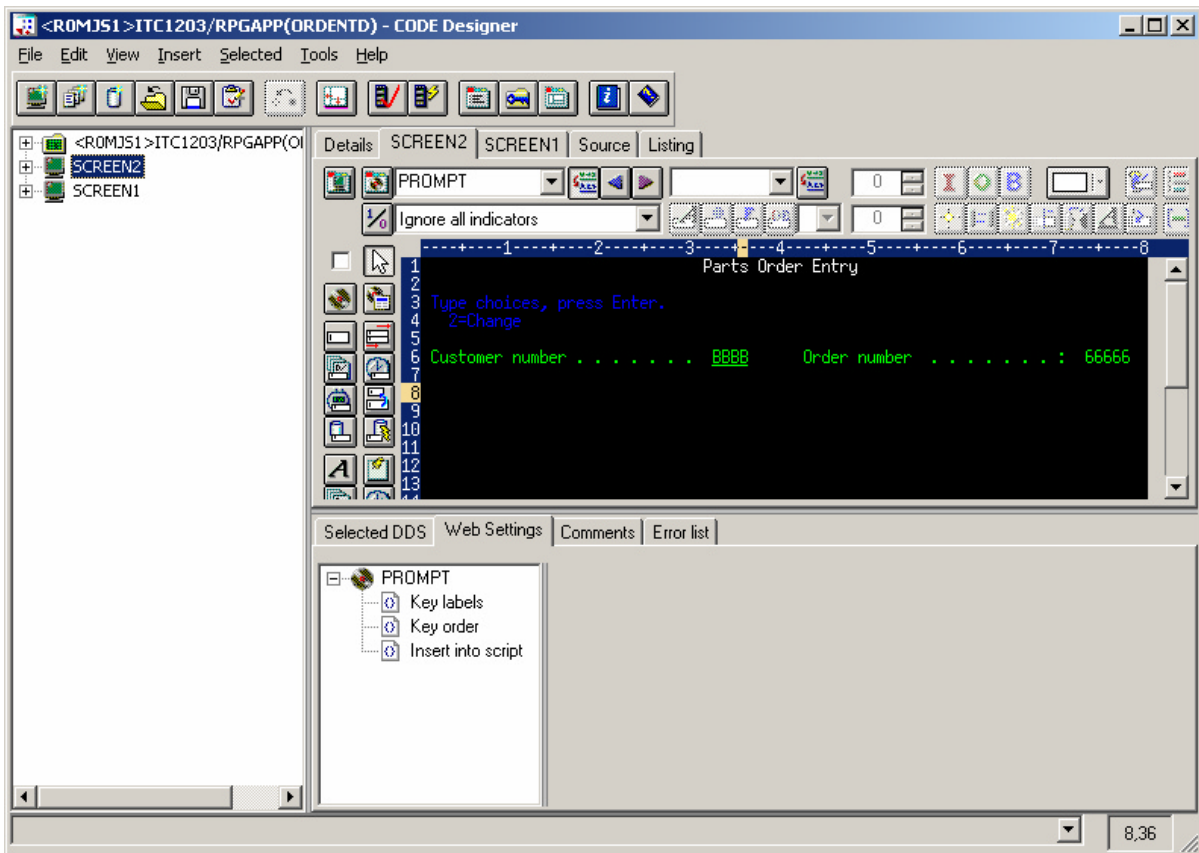 <R0MJS1>ITC1203/RPGAPP(ORDENTD) - CODE Designer
File Edit View Insert Selected Tools Help
<R0MJS1>ITC1203/RPGAPP(OI
SCREEN2
SCREEN1
Details SCREEN2 SCREEN1 Source Listing
PROMPT 0 I B
1/0 Ignore all indicators 0
----+----1----+----2----+----3----+----4----+----5----+----6----+----7----+----8
1 Parts Order Entry
2
3 Type choices, press Enter.
4 2=Change
5
6 Customer number . . . . . . . BBBB Order number . . . . . . . : 66666
7
8
9
10
11
12
13
Selected DDS Web Settings Comments Error list
PROMPT
Key labels
Key order
Insert into script
8,36